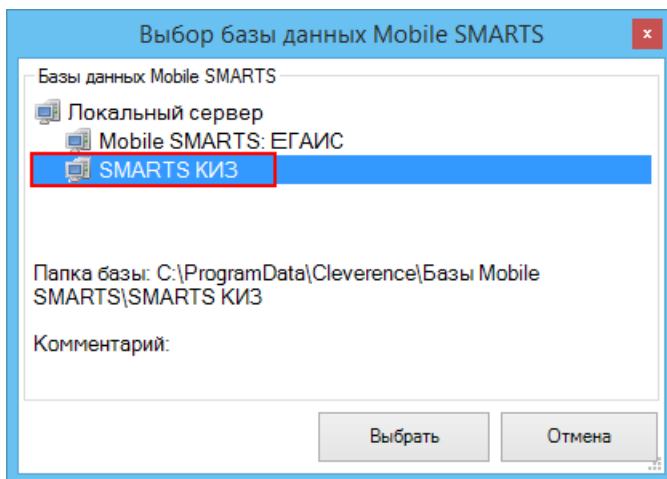 Выбор базы данных Mobile SMARTS
x
Базы данных Mobile SMARTS
Локальный сервер
Mobile SMARTS: ЕГАИС
SMARTS КИЗ
Папка базы: C:\ProgramData\Cleverence\Базы Mobile
SMARTS\SMARTS КИЗ
Комментарий:
Выбрать Отмена